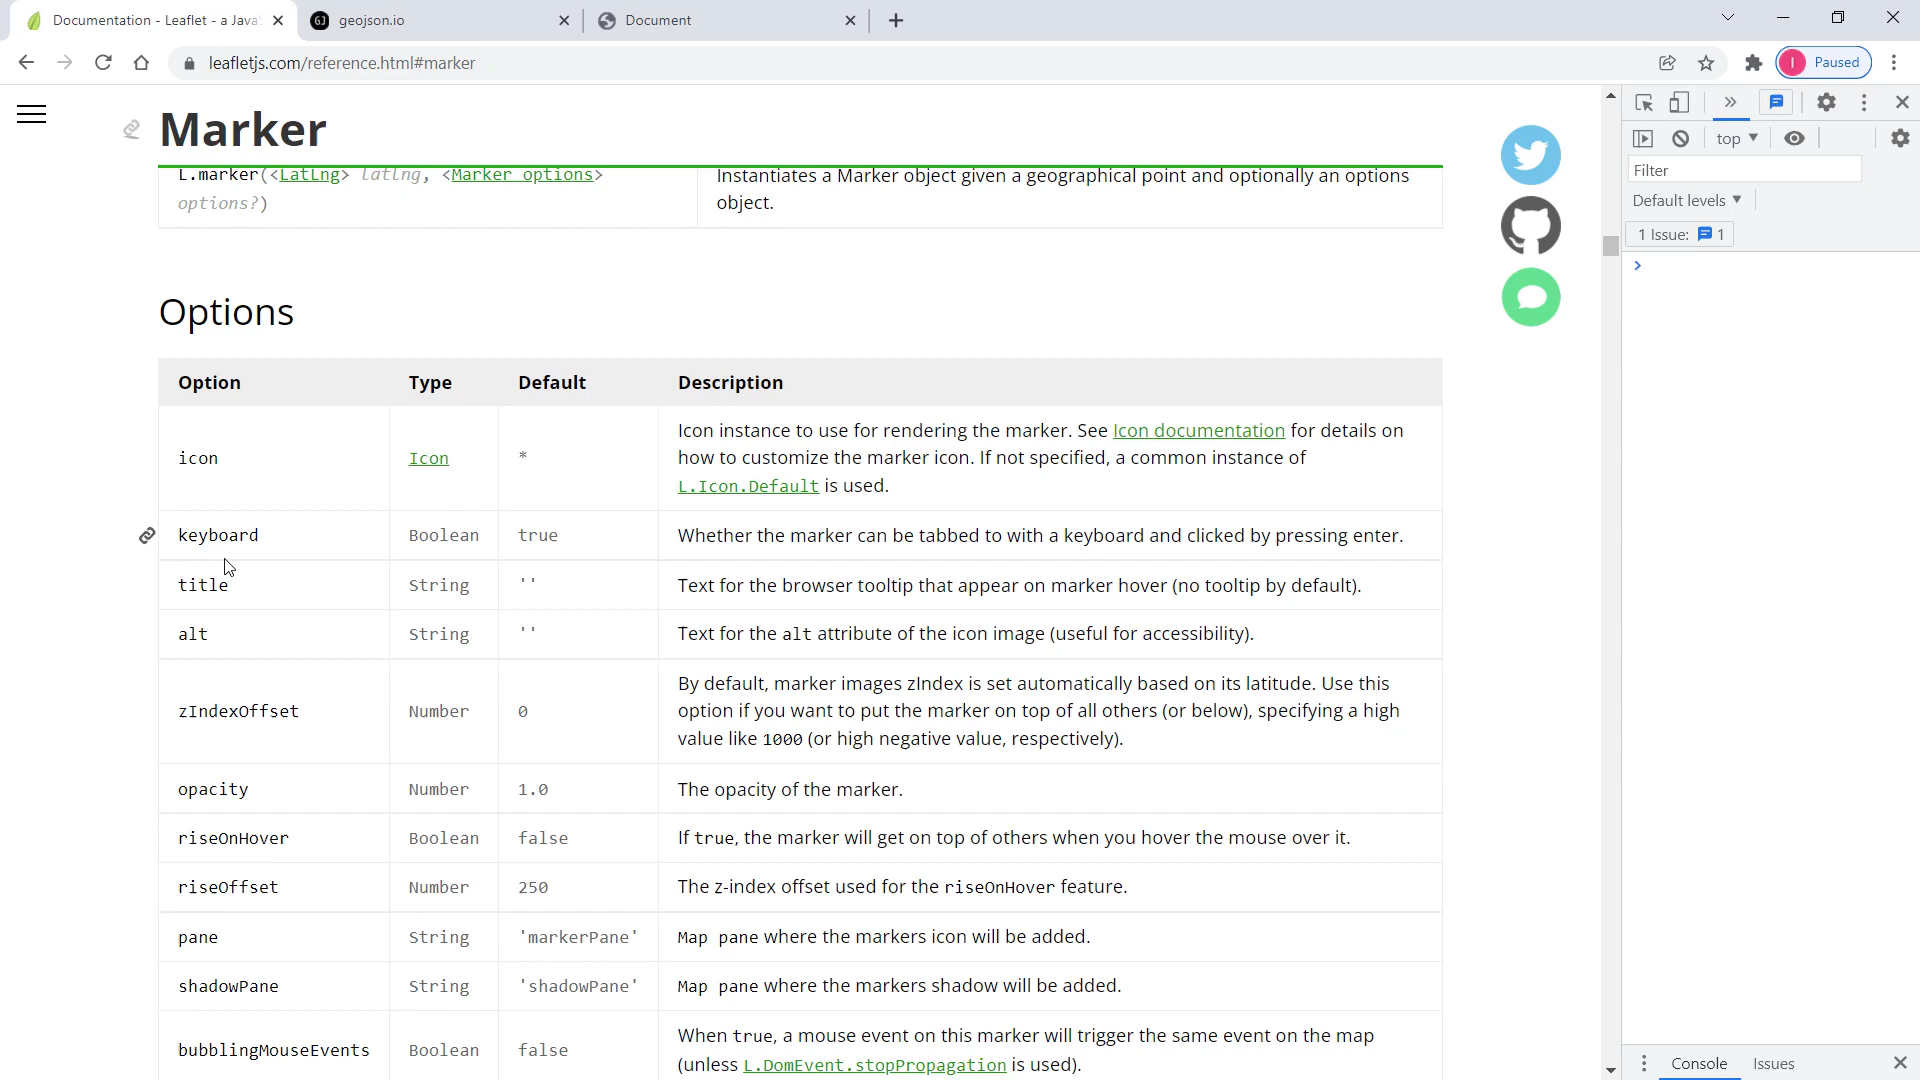 Documentation - Leaflet - a Java
geojson.io
Document
leafletjs.com/reference.html#marker
Paused
Marker
L.marker(<LatLng> latlng, <Marker options>
options?)
Instantiates a Marker object given a geographical point and optionally an options
object.
Options
Option Type Default Description
icon Icon *
Icon instance to use for rendering the marker. See Icon documentation for details on
how to customize the marker icon. If not specified, a common instance of
L.Icon.Default is used.
keyboard Boolean true Whether the marker can be tabbed to with a keyboard and clicked by pressing enter.
title String '' Text for the browser tooltip that appear on marker hover (no tooltip by default).
alt String '' Text for the alt attribute of the icon image (useful for accessibility).
zIndexOffset Number 0
By default, marker images zIndex is set automatically based on its latitude. Use this
option if you want to put the marker on top of all others (or below), specifying a high
value like 1000 (or high negative value, respectively).
opacity Number 1.0 The opacity of the marker.
riseOnHover Boolean false If true, the marker will get on top of others when you hover the mouse over it.
riseOffset Number 250 The z-index offset used for the riseOnHover feature.
pane String 'markerPane' Map pane where the markers icon will be added.
shadowPane String 'shadowPane' Map pane where the markers shadow will be added.
bubblingMouseEvents Boolean false
When true, a mouse event on this marker will trigger the same event on the map
(unless L.DomEvent.stopPropagation is used).
top
Filter
Default levels
1 Issue: 1
Console Issues